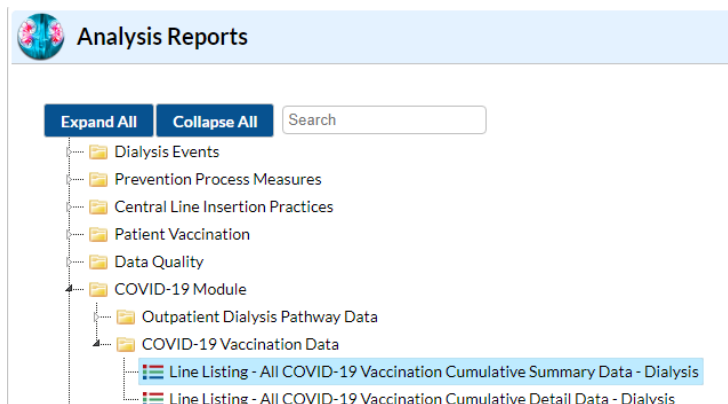 Analysis Reports
Expand All Collapse All Search
Dialysis Events
Prevention Process Measures
Central Line Insertion Practices
Patient Vaccination
Data Quality
COVID-19 Module
Outpatient Dialysis Pathway Data
COVID-19 Vaccination Data
Line Listing - All COVID-19 Vaccination Cumulative Summary Data - Dialysis
Line Listing - All COVID-19 Vaccination Cumulative Detail Data - Dialysis